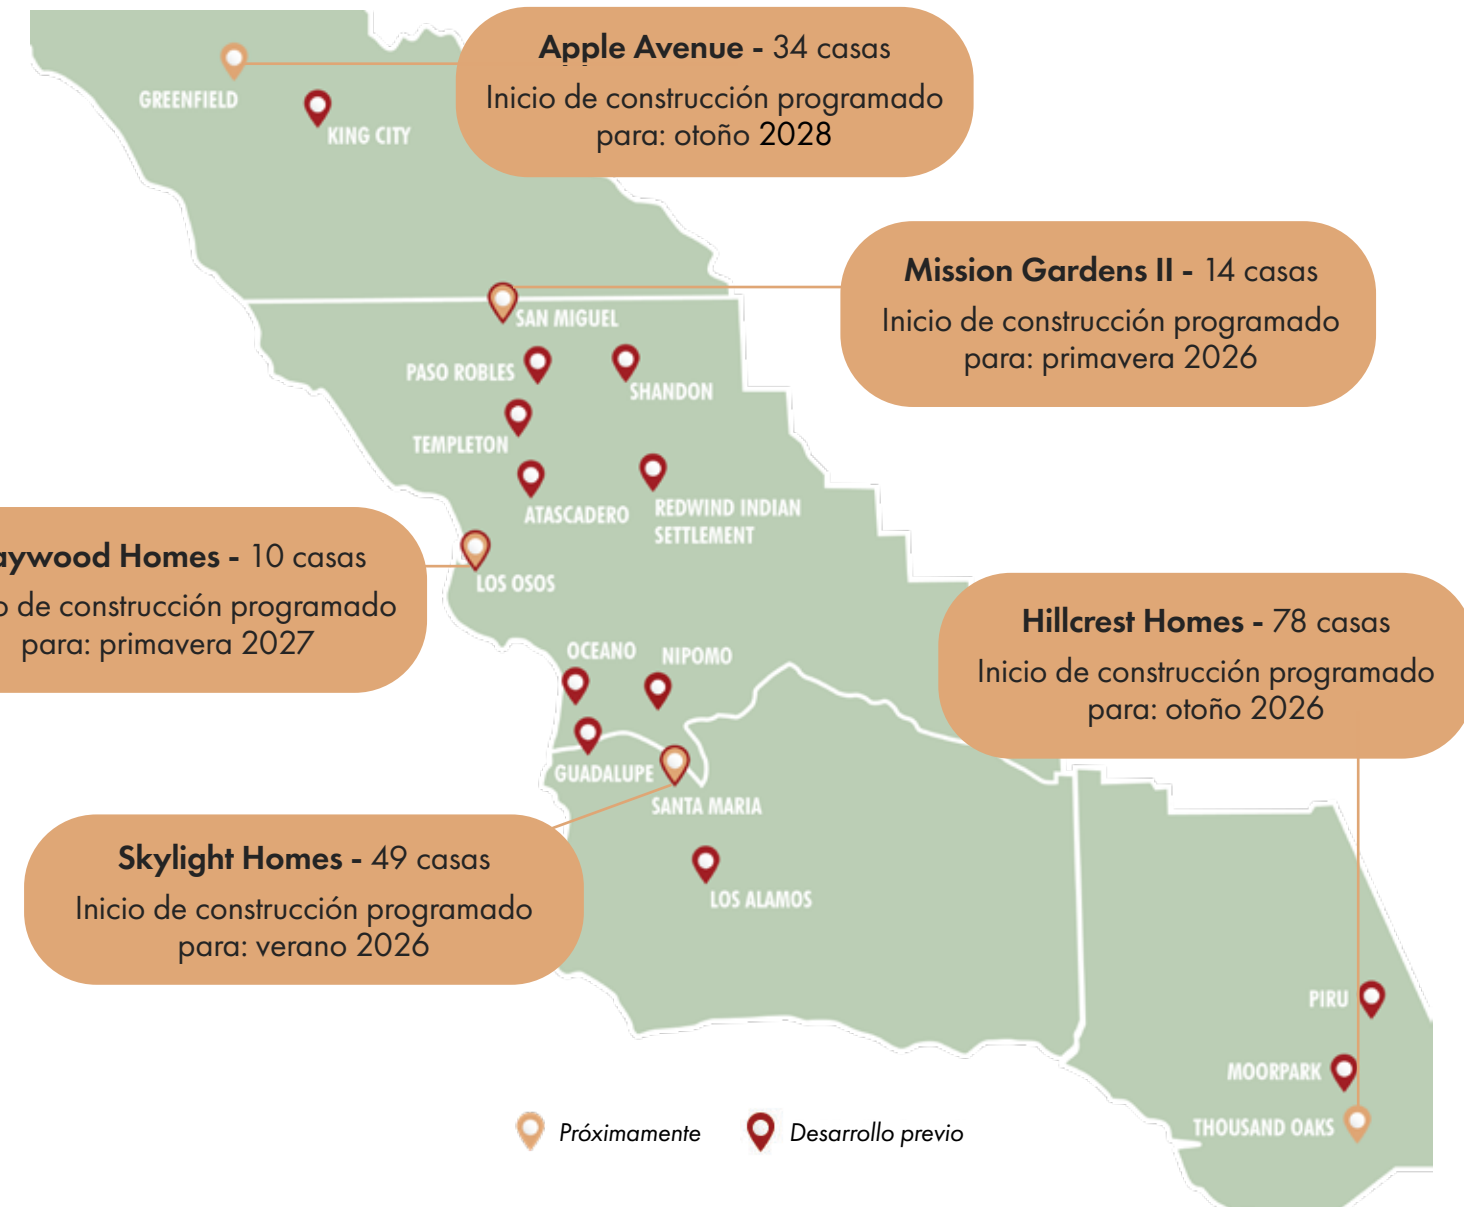 Apple Avenue - 34 casas
Inicio de construcción programado
para: otoño 2028
GREENFIELD
KING CITY
Mission Gardens II - 14 casas
Inicio de construcción programado
para: primavera 2026
SAN MIGUEL
PASO ROBLES
SHANDON
TEMPLETON
ATASCADERO
REDWIND INDIAN
SETTLEMENT
Homes - 10 casas
de construcción programado
para: primavera 2027
LOS OSOS
Hillcrest Homes - 78 casas
Inicio de construcción programado
para: otoño 2026
OCEANO
NIPOMO
GUADALUPE
SANTA MARIA
Skylight Homes - 49 casas
Inicio de construcción programado
para: verano 2026
LOS ALAMOS
PIRU
MOORPARK
THOUSAND OAKS
Próximamente
Desarrollo previo